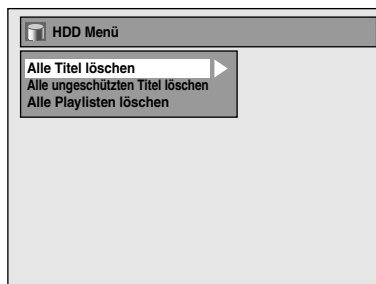 HDD Menü
Alle Titel löschen
Alle ungeschützten Titel löschen
Alle Playlisten löschen